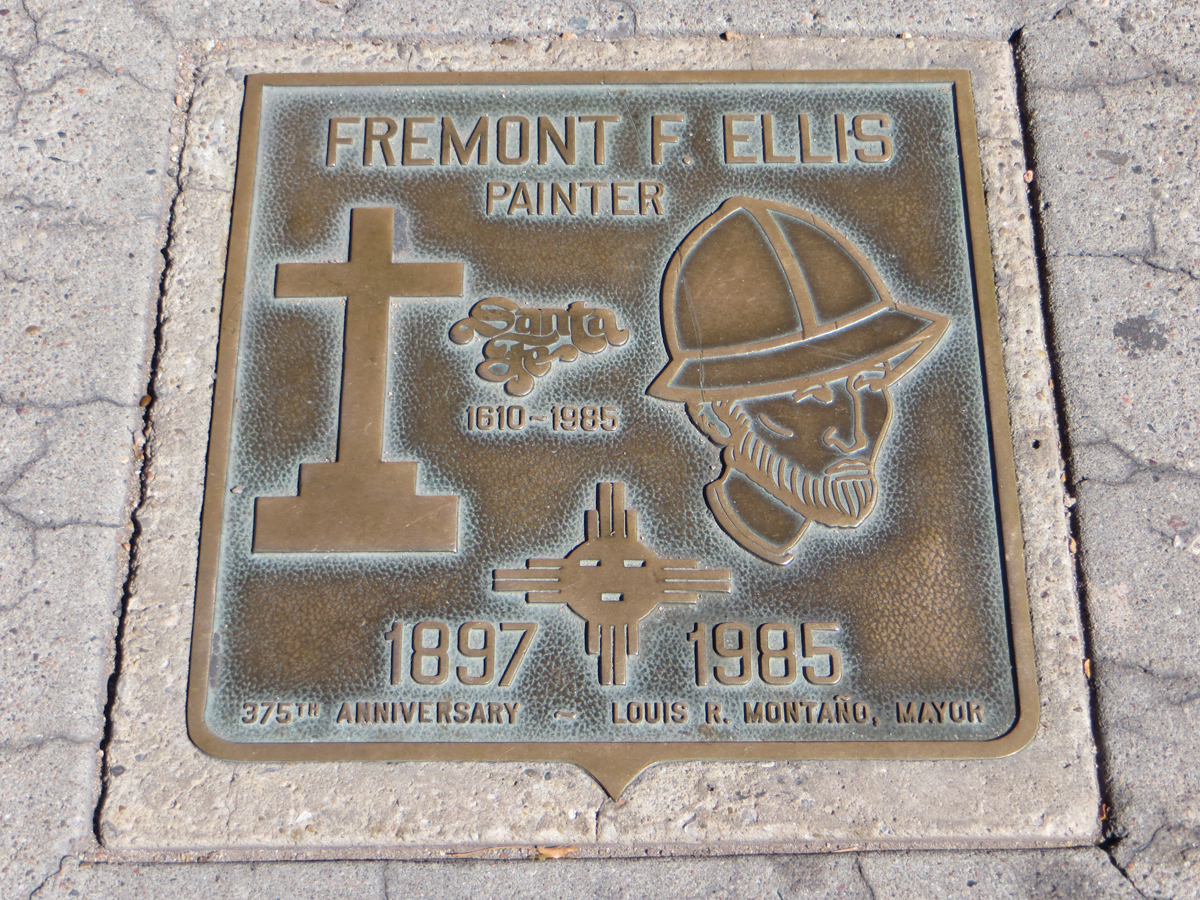 FREMONT F. ELLIS
PAINTER
Santa
Fe
1610-1985
1897 1985
375TH ANNIVERSARY ~ LOUIS R. MONTAÑO, MAYOR